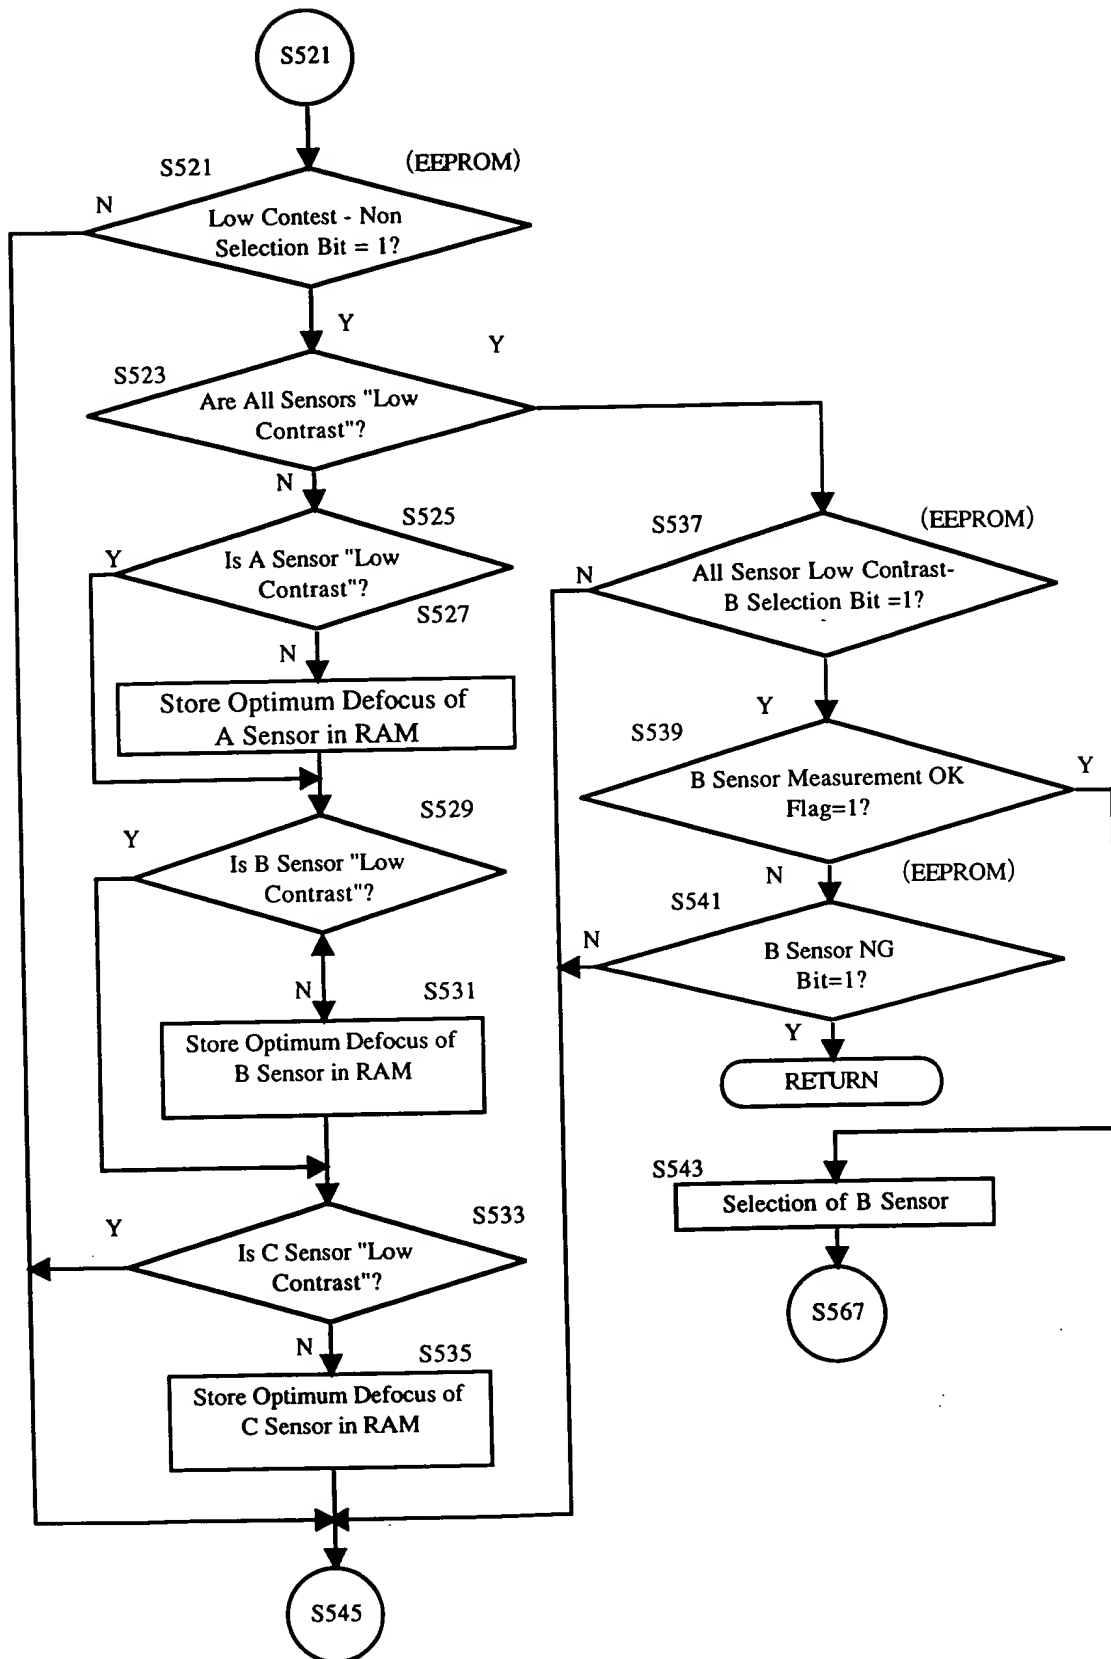 S521
S521
(EEPROM)
N
Low Contest - Non
Selection Bit = 1?
Y
Y
S523
Are All Sensors "Low
Contrast"?
N
S525
Y
Is A Sensor "Low
Contrast"?
S527
N
Store Optimum Defocus of
A Sensor in RAM
S529
Y
Is B Sensor "Low
Contrast"?
N
S531
Store Optimum Defocus of
B Sensor in RAM
S533
Y
Is C Sensor "Low
Contrast"?
N
S535
Store Optimum Defocus of
C Sensor in RAM
S545
S537
(EEPROM)
N
All Sensor Low Contrast-
B Selection Bit =1?
Y
S539
B Sensor Measurement OK
Flag=1?
Y
N
(EEPROM)
S541
N
B Sensor NG
Bit=1?
Y
RETURN
S543
Selection of B Sensor
S567